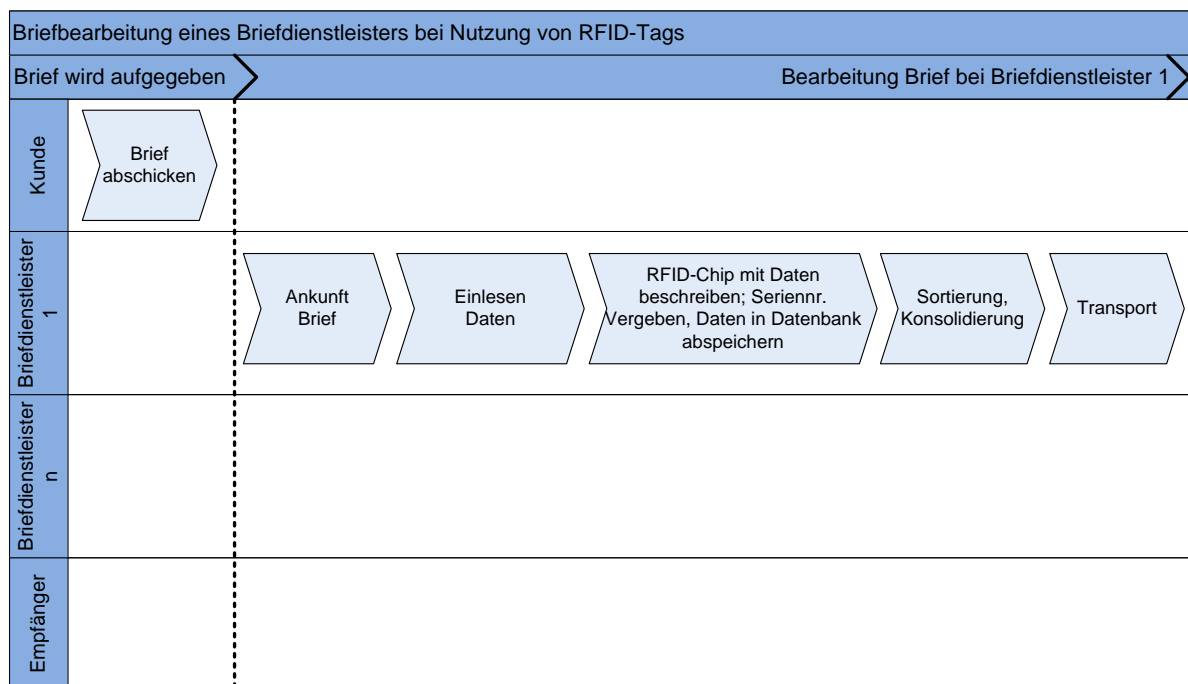 Briefbearbeitung eines Briefdienstleisters bei Nutzung von RFID-Tags
Brief wird aufgegeben
Bearbeitung Brief bei Briefdienstleister 1
Kunde
Brief
abschicken
Briefdienstleister
1
Ankunft
Brief
Einlesen
Daten
RFID-Chip mit Daten
beschreiben; Seriennr.
Vergeben, Daten in Datenbank
abspeichern
Sortierung,
Konsolidierung
Transport
Briefdienstleister
n
Empfänger